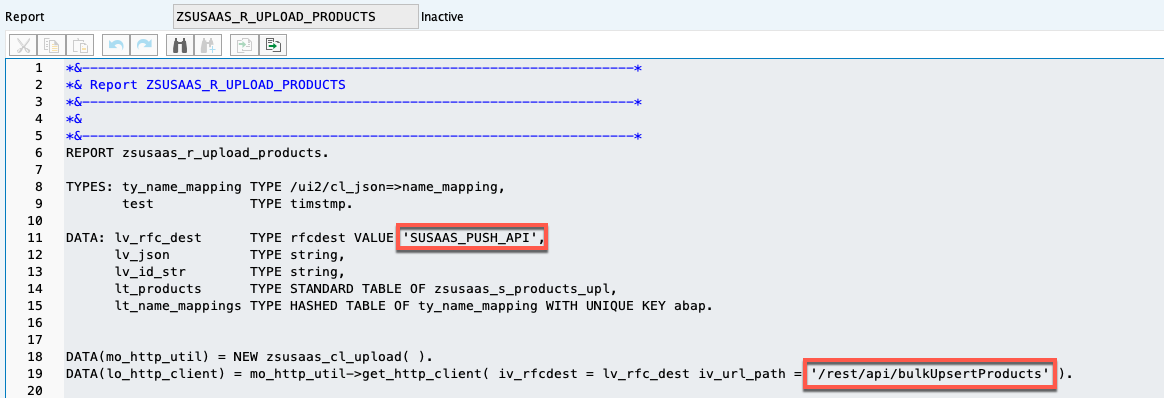 Report ZSUSAAS_R_UPLOAD_PRODUCTS Inactive
1 *&---------------------------------------------------------------------*
2 *& Report ZSUSAAS_R_UPLOAD_PRODUCTS
3 *&---------------------------------------------------------------------*
4 *&
5 *&---------------------------------------------------------------------*
6 REPORT zsusaas_r_upload_products.
7
8 TYPES: ty_name_mapping TYPE /ui2/cl_json=>name_mapping,
9 test TYPE timstmp.
10
11 DATA: lv_rfc_dest TYPE rfcdest VALUE 'SUSAAS_PUSH_API',
12 lv_json TYPE string,
13 lv_id_str TYPE string,
14 lt_products TYPE STANDARD TABLE OF zsusaas_s_products_upl,
15 lt_name_mappings TYPE HASHED TABLE OF ty_name_mapping WITH UNIQUE KEY abap.
16
17
18 DATA(mo_http_util) = NEW zsusaas_cl_upload( ).
19 DATA(lo_http_client) = mo_http_util->get_http_client( iv_rfcdest = lv_rfc_dest iv_url_path = '/rest/api/bulkUpsertProducts' ).
20